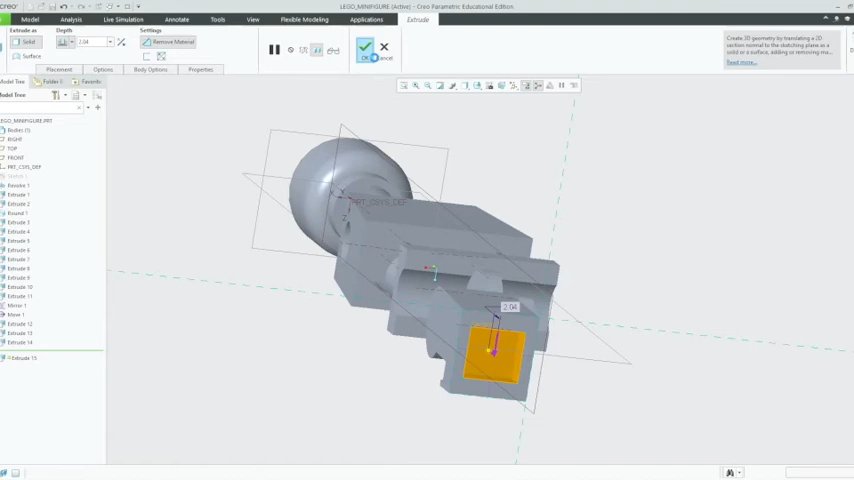 creo
LEGO_MINIFIGURE (Active) - Creo Parametric Educational Edition
Model Analysis Live Simulation Annotate Tools View Flexible Modeling Applications Extrude
Extrude as Depth Settings
Solid 2.04 Remove Material
Surface
OK Cancel
Create 3D geometry by translating a 2D
section normal to the sketching plane as a
solid or a surface, adding or removing ma...
Read more...
Placement Options Body Options Properties
Model Tree Folder Favorits
Model Tree
LEGO_MINIFIGURE.PRT
Bodies (1)
RIGHT
TOP
FRONT
PRT_CSYS_DEF
Sketch 1
Revolve 1
Extrude 1
Extrude 2
Round 1
Extrude 3
Extrude 4
Extrude 5
Extrude 6
Extrude 7
Extrude 8
Extrude 9
Extrude 10
Extrude 11
Mirror 1
Move 1
Extrude 12
Extrude 13
Extrude 14
Extrude 15
X
Y
PRT_CSYS_DEF
Z
2.04